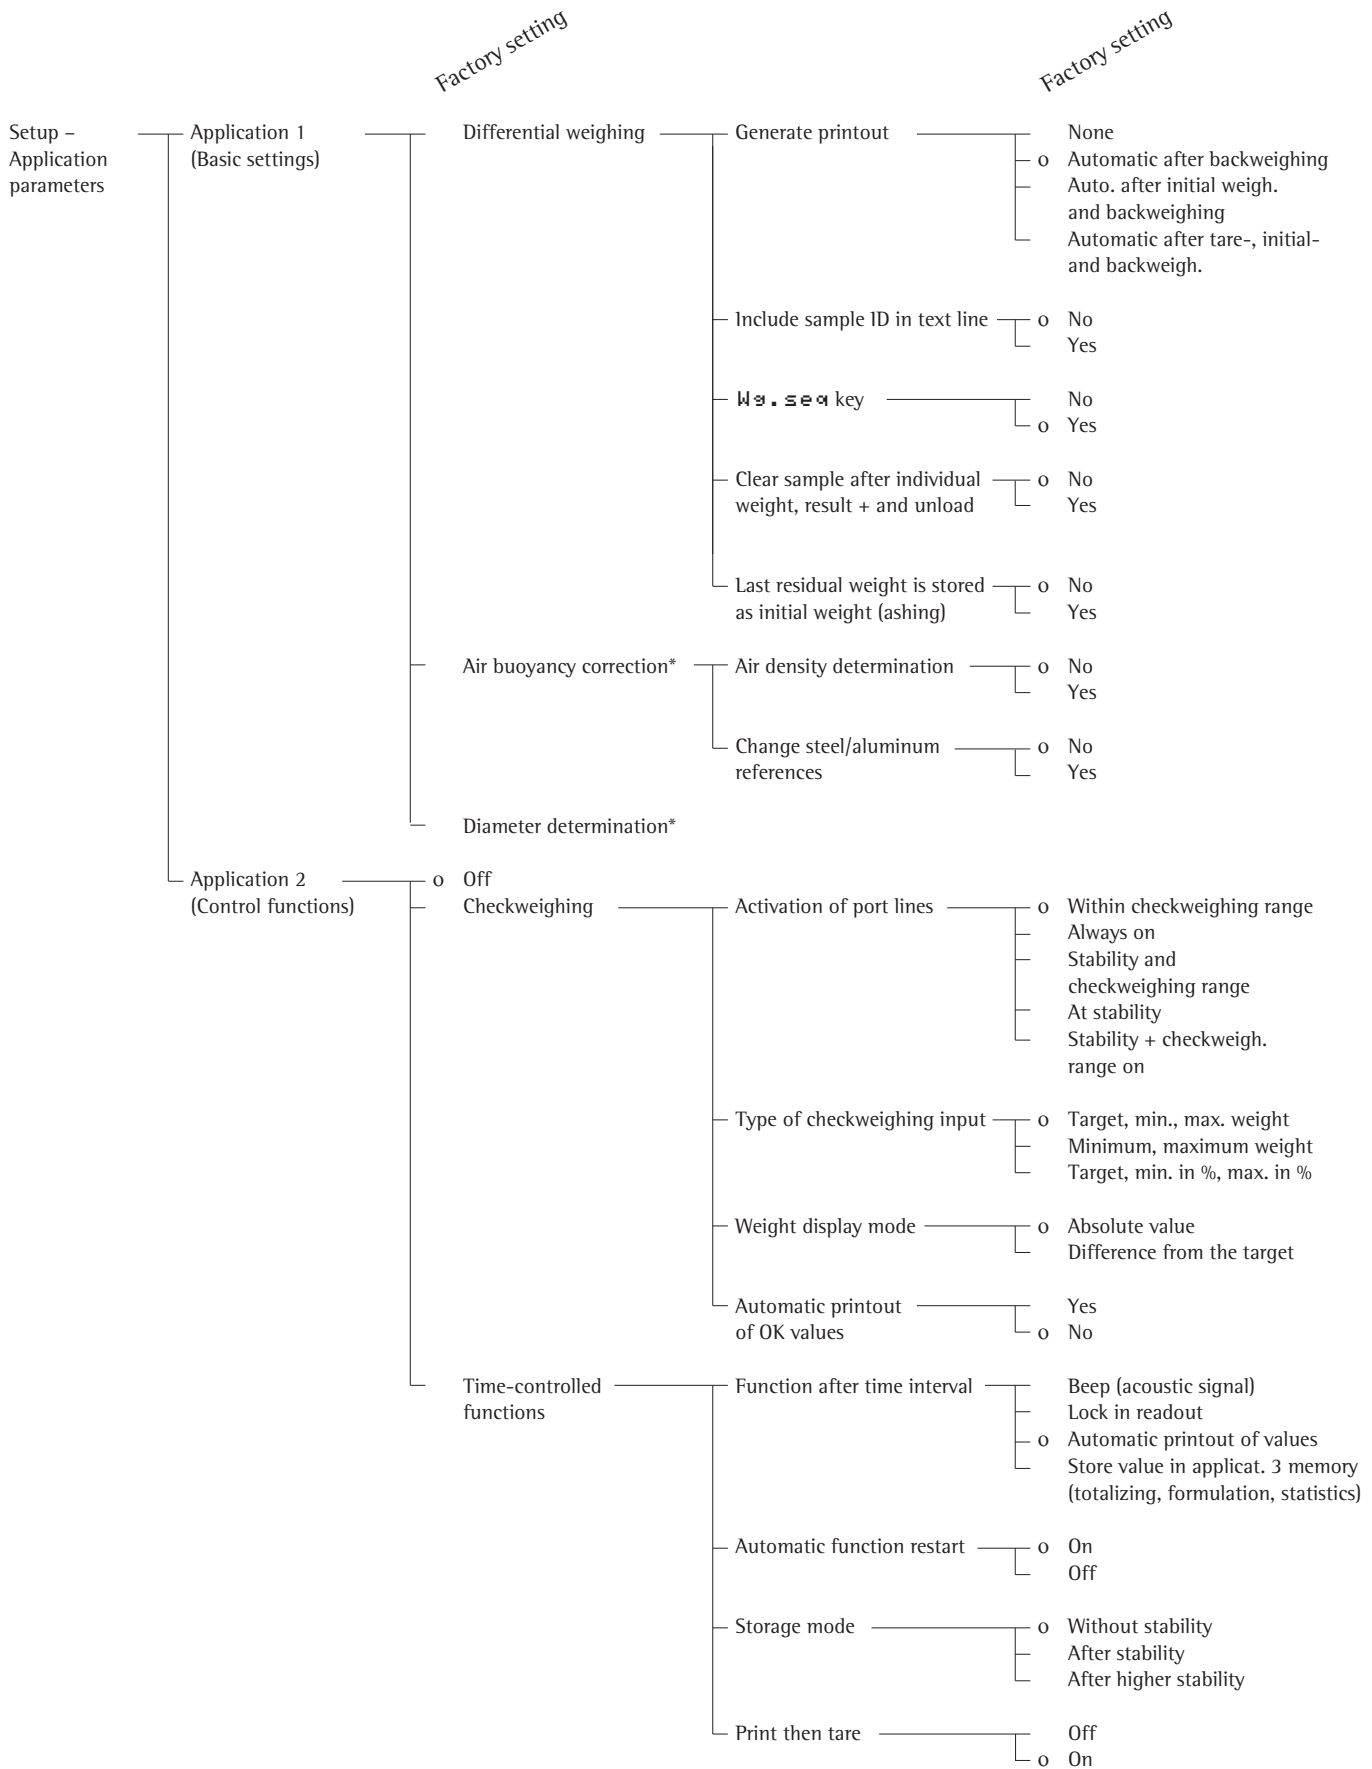 Factory setting
Factory setting
Setup –
Application
parameters
Application 1
(Basic settings)
Differential weighing
Generate printout
None
o Automatic after backweighing
Auto. after initial weigh.
and backweighing
Automatic after tare-, initial-
and backweigh.
Include sample ID in text line
o No
Yes
Wg.seq key
No
o Yes
Clear sample after individual
weight, result + and unload
o No
Yes
Last residual weight is stored
as initial weight (ashing)
o No
Yes
Air buoyancy correction*
Air density determination
o No
Yes
Change steel/aluminum
references
o No
Yes
Diameter determination*
Application 2
(Control functions)
o Off
Checkweighing
Activation of port lines
o Within checkweighing range
Always on
Stability and
checkweighing range
At stability
Stability + checkweigh.
range on
Type of checkweighing input
o Target, min., max. weight
Minimum, maximum weight
Target, min. in %, max. in %
Weight display mode
o Absolute value
Difference from the target
Automatic printout
of OK values
Yes
o No
Time-controlled
functions
Function after time interval
Beep (acoustic signal)
Lock in readout
o Automatic printout of values
Store value in applicat. 3 memory
(totalizing, formulation, statistics)
Automatic function restart
o On
Off
Storage mode
o Without stability
After stability
After higher stability
Print then tare
Off
o On